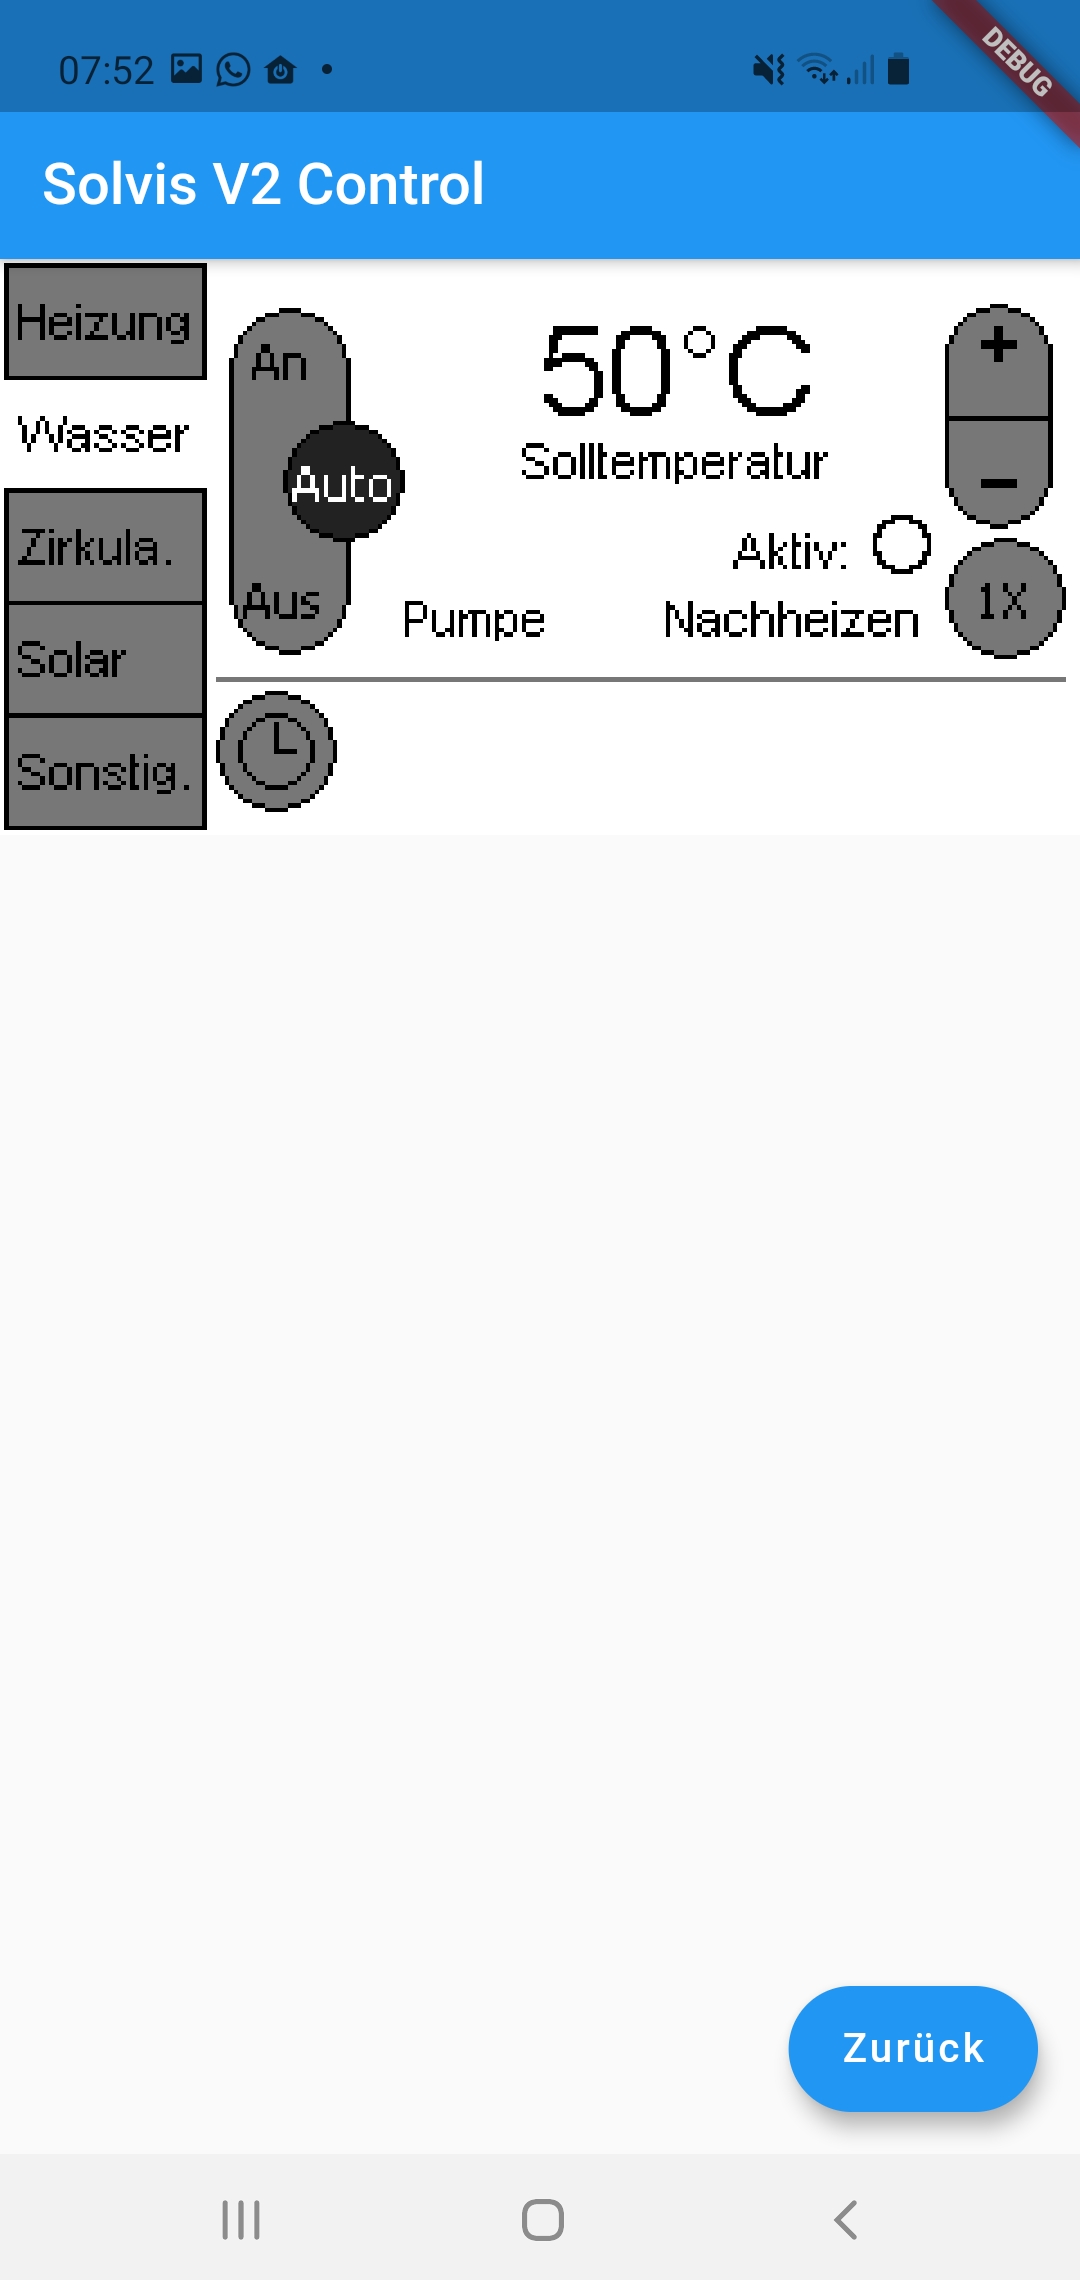 07:52
DEBUG
Solvis V2 Control
Heizung
Wasser
Zirkula.
Solar
Sonstig.
An
Auto
Aus
50°C
Solltemperatur
Aktiv:
Pumpe
Nachheizen
+
−
1X
Zurück